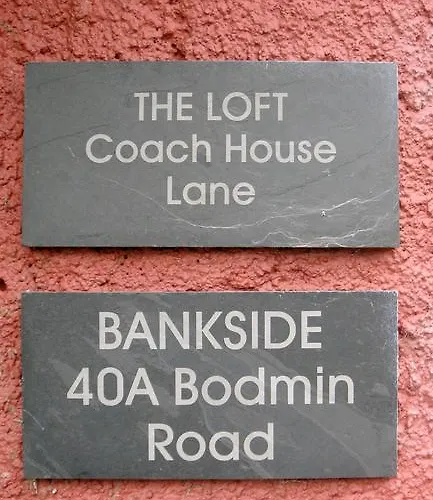 THE LOFT
Coach House
Lane
BANKSIDE
40A Bodmin
Road